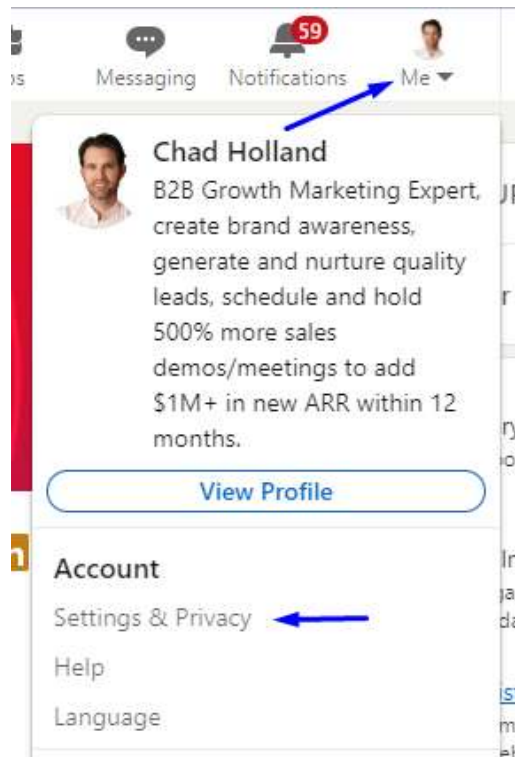 59
Messaging Notifications Me
Chad Holland
B2B Growth Marketing Expert,
create brand awareness,
generate and nurture quality
leads, schedule and hold
500% more sales
demos/meetings to add
$1M+ in new ARR within 12
months.
View Profile
Account
Settings & Privacy
Help
Language